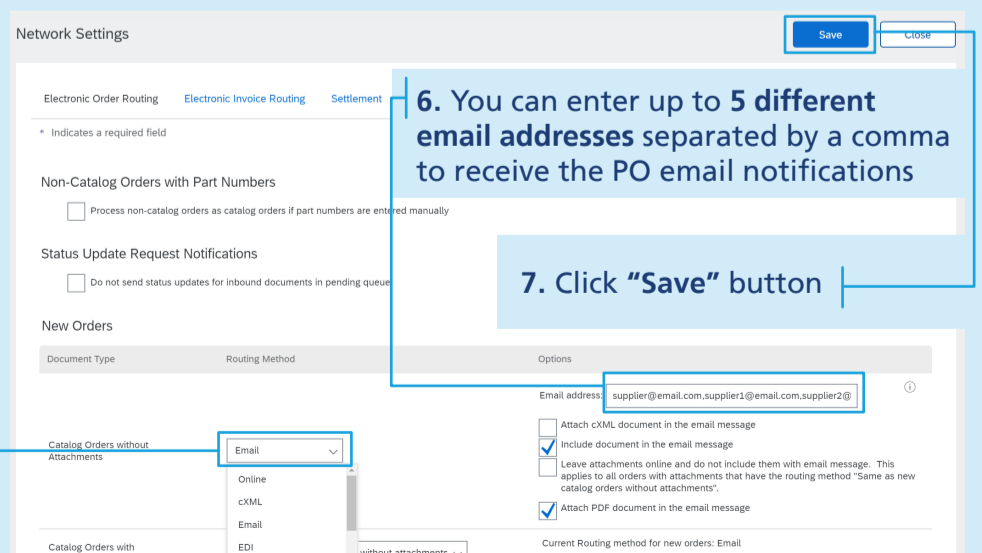 Network Settings
Save
Close
Electronic Order Routing
Electronic Invoice Routing
Settlement
6. You can enter up to 5 different
email addresses separated by a comma
to receive the PO email notifications
* Indicates a required field
Non-Catalog Orders with Part Numbers
Process non-catalog orders as catalog orders if part numbers are entered manually
Status Update Request Notifications
Do not send status updates for inbound documents in pending queue
7. Click “Save” button
New Orders
Document Type
Routing Method
Options
Email address:
supplier@email.com,supplier1@email.com,supplier2@
Attach cXML document in the email message
Catalog Orders without
Attachments
Email
Include document in the email message
Leave attachments online and do not include them with email message. This
applies to all orders with attachments that have the routing method "Same as new
catalog orders without attachments".
Attach PDF document in the email message
Online
cXML
Email
EDI
Catalog Orders with
without attachments
Current Routing method for new orders: Email